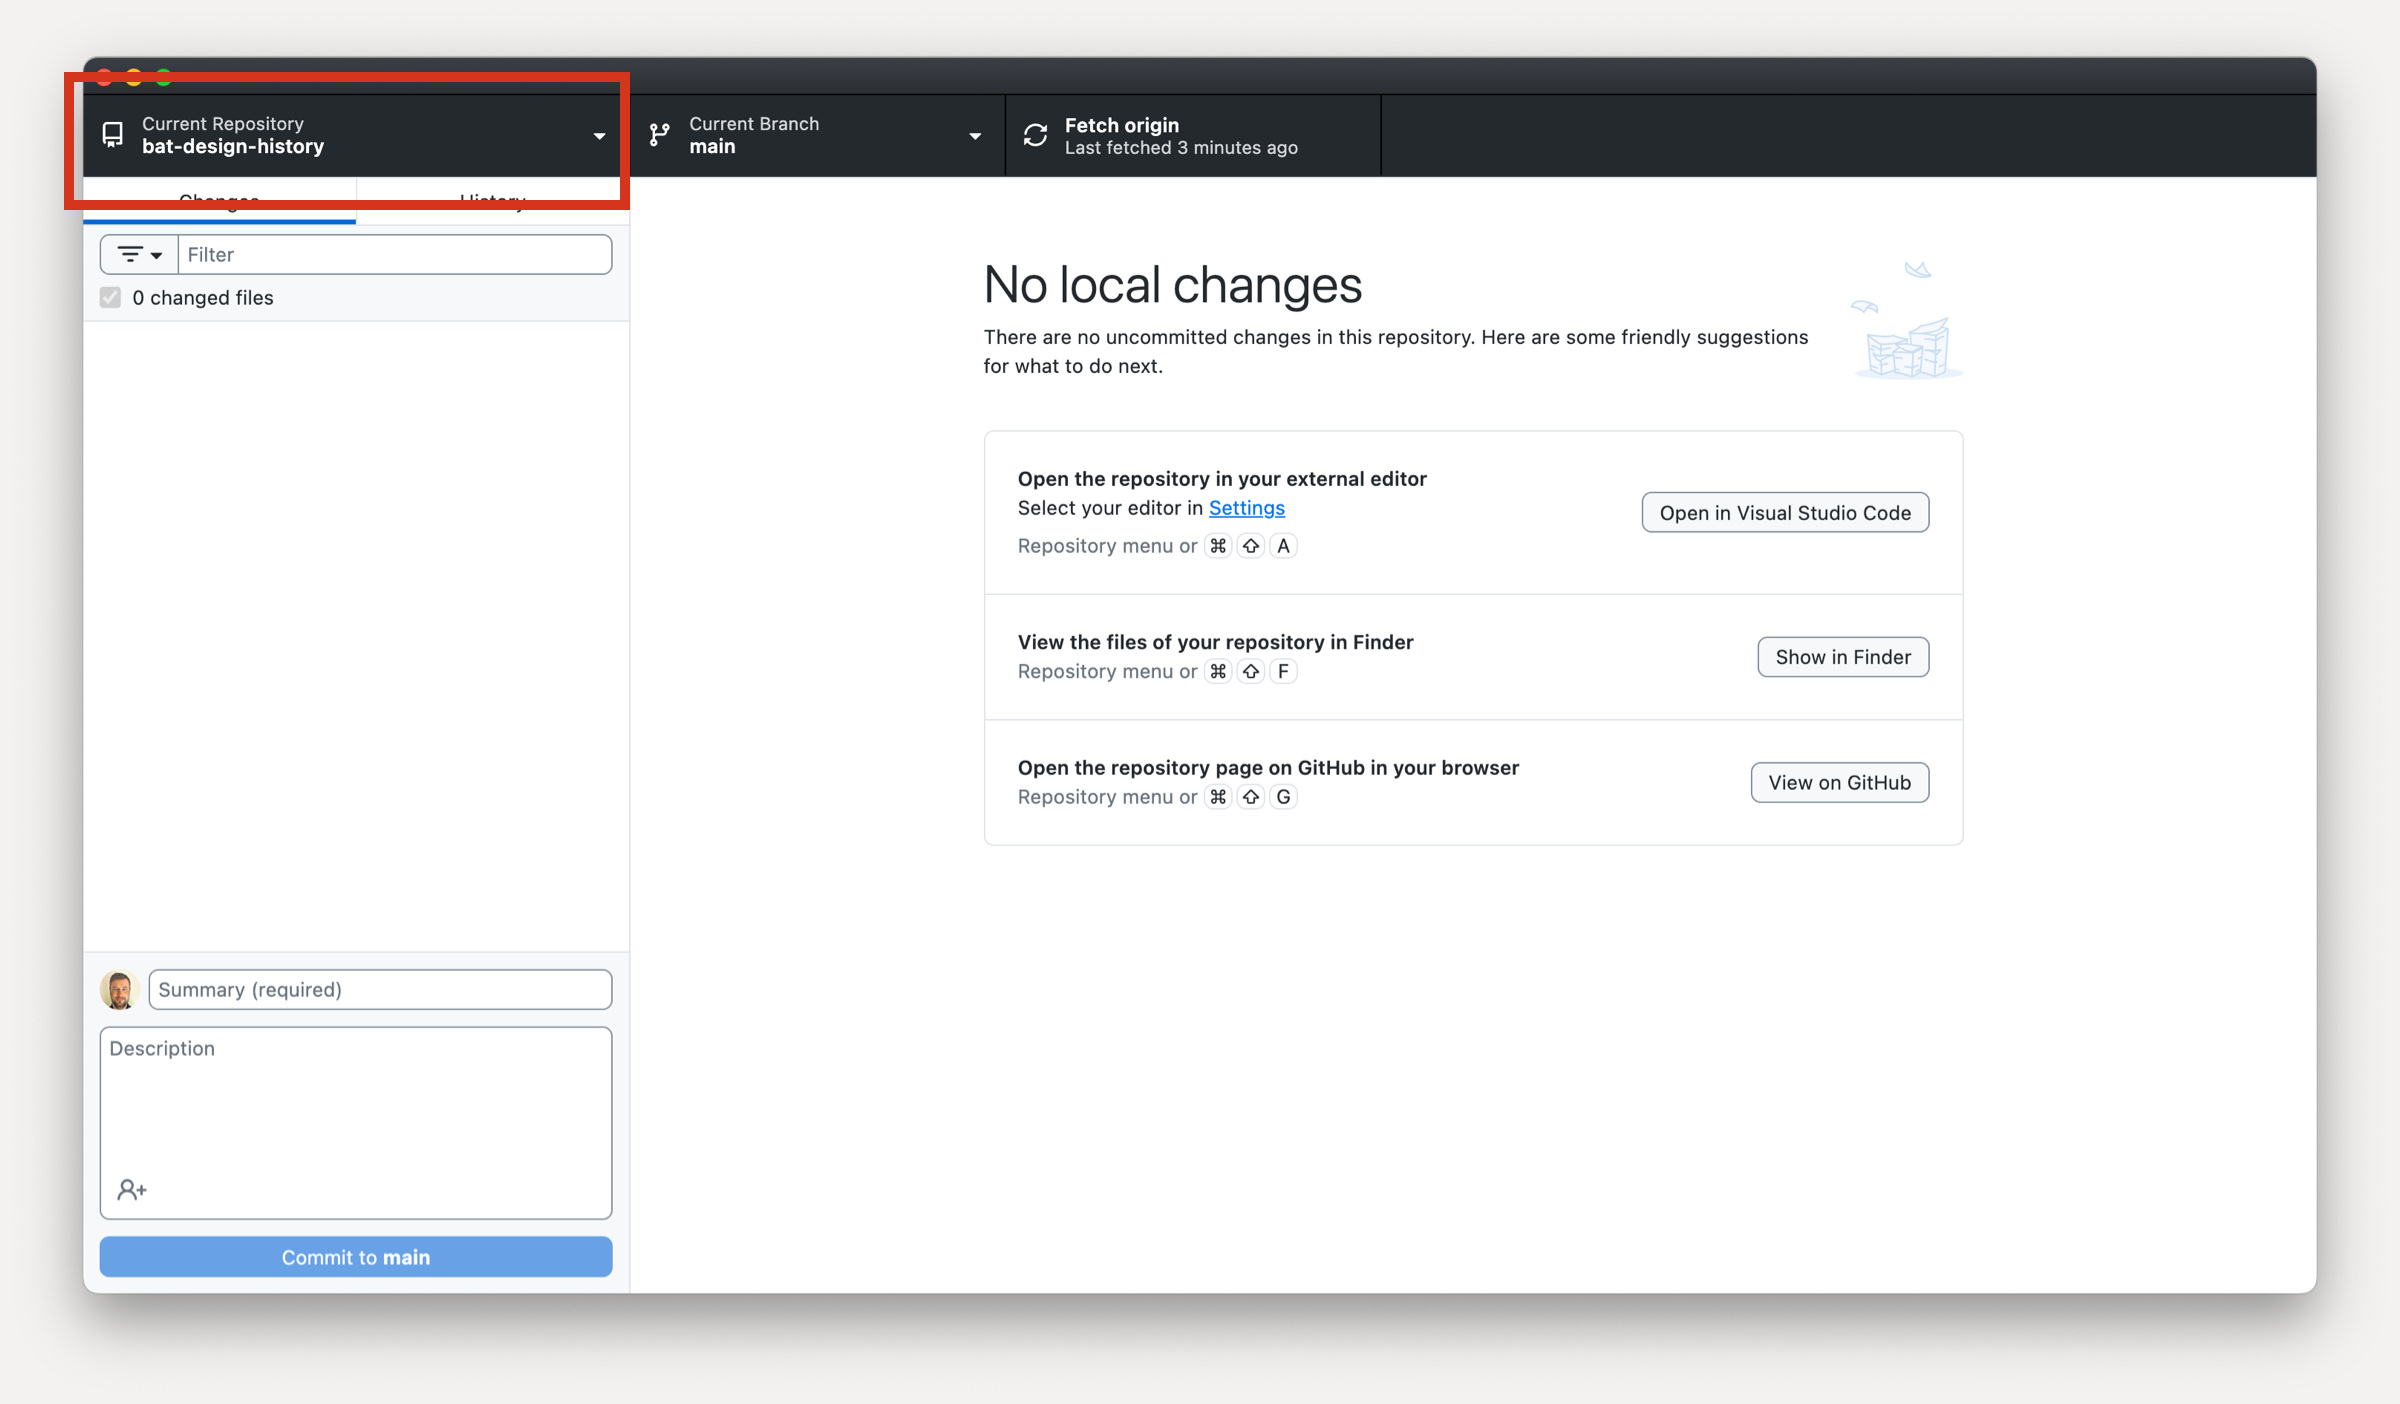 Current Repository
bat-design-history
Current Branch
main
Fetch origin
Last fetched 3 minutes ago
Changes
History
Filter
0 changed files
No local changes
There are no uncommitted changes in this repository. Here are some friendly suggestions
for what to do next.
Open the repository in your external editor
Select your editor in Settings
Repository menu or ⌘ ⇧ A
Open in Visual Studio Code
View the files of your repository in Finder
Repository menu or ⌘ ⇧ F
Show in Finder
Open the repository page on GitHub in your browser
Repository menu or ⌘ ⇧ G
View on GitHub
Summary (required)
Description
Commit to main